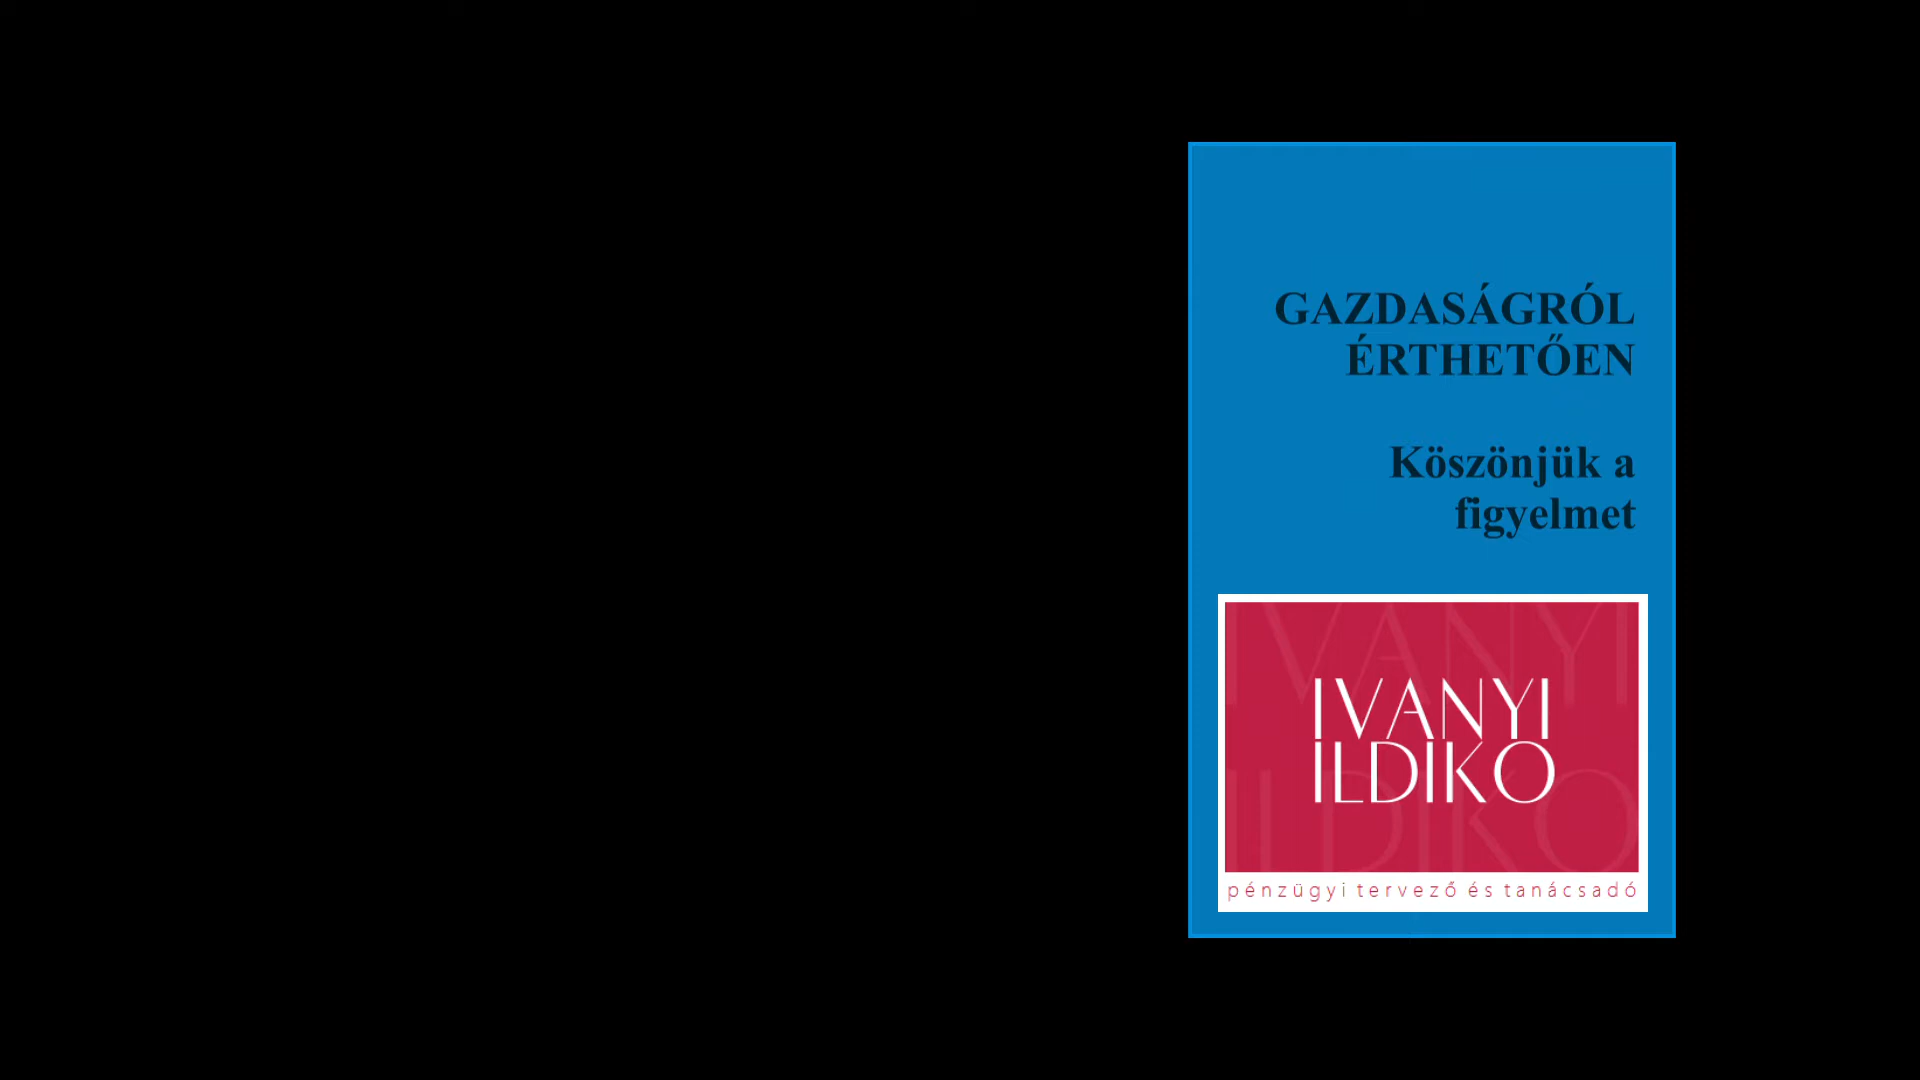 GAZDASÁGRÓL
ÉRTHETŐEN
Köszönjük a
figyelmet
IVANYI
ILDIKO
pénzügyi tervező és tanácsadó